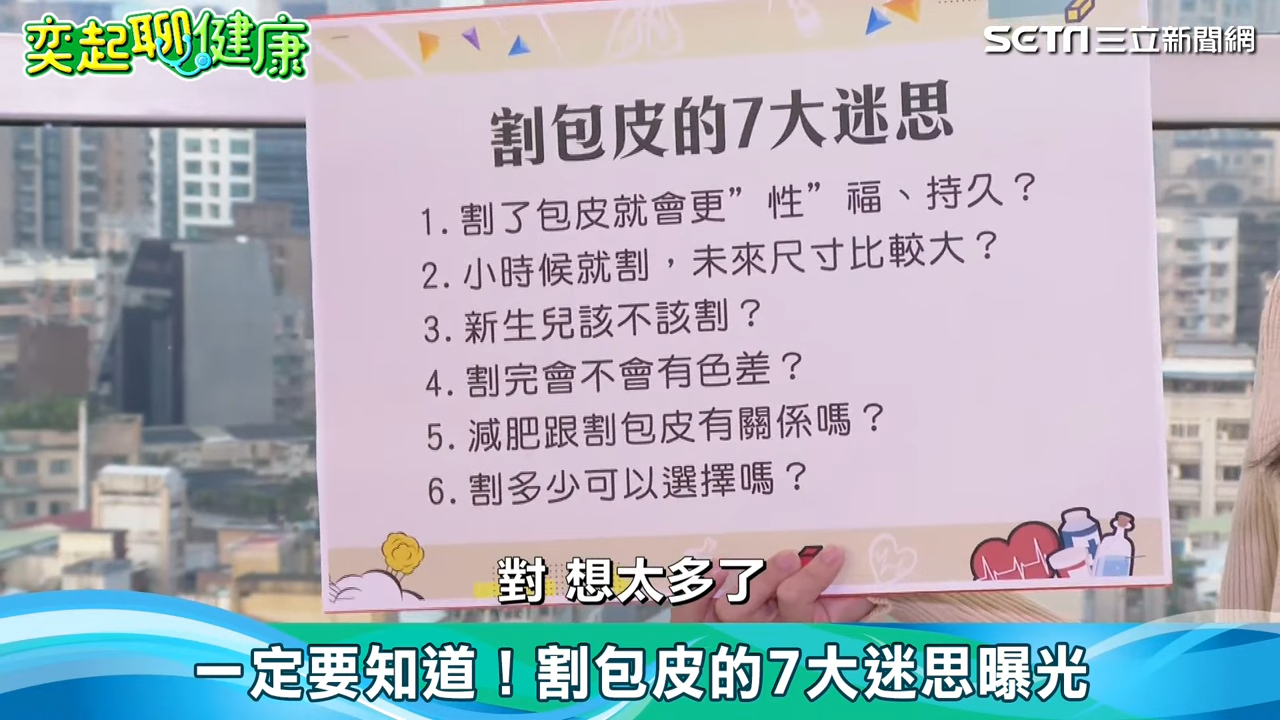 奕起聊健康
SETN三立新聞網
割包皮的7大迷思
1.割了包皮就會更”性”福、持久？
2.小時候就割，未來尺寸比較大？
3.新生兒該不該割？
4.割完會不會有色差？
5.減肥跟割包皮有關係嗎？
6.割多少可以選擇嗎？
對 想太多了
一定要知道！割包皮的7大迷思曝光